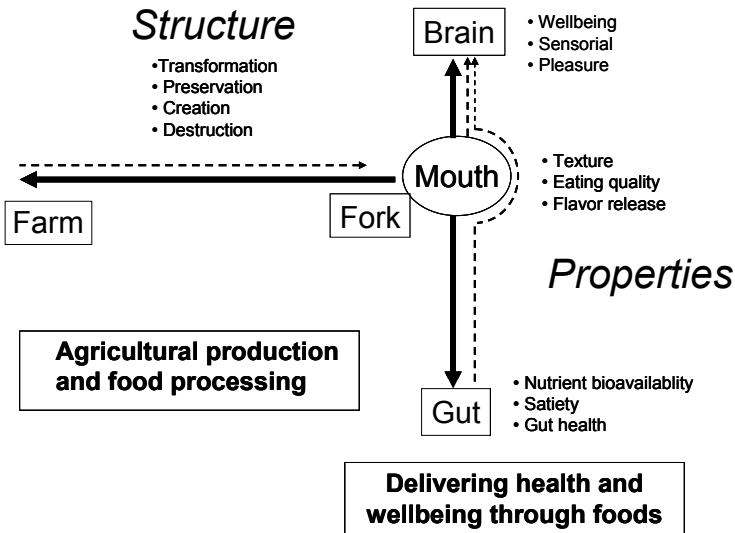 Structure
•Transformation
• Preservation
• Creation
• Destruction
Brain
• Wellbeing
• Sensorial
• Pleasure
Mouth
• Texture
• Eating quality
• Flavor release
Farm
Fork
Properties
Agricultural production
and food processing
Gut
• Nutrient bioavailablity
• Satiety
• Gut health
Delivering health and
wellbeing through foods